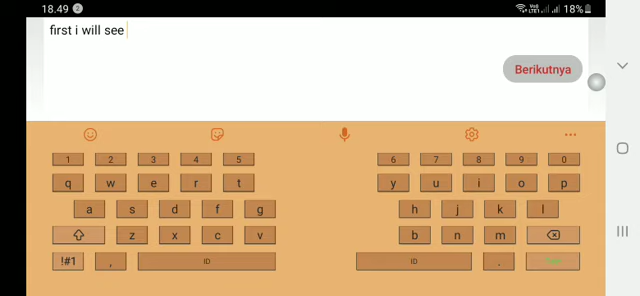 18.49 2 18%
first i will see
Berikutnya
1 2 3 4 5 6 7 8 9 0
q w e r t y u i o p
a s d f g h j k l
z x c v b n m
!#1 , ID ID .